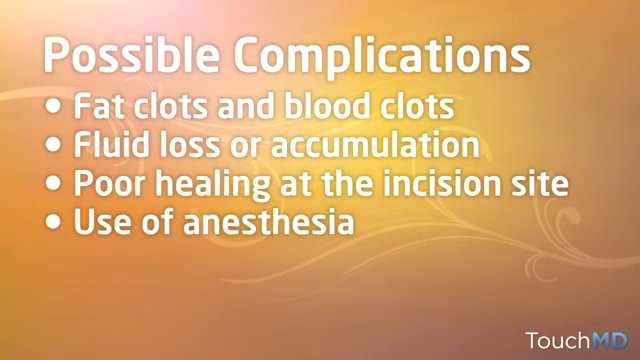 Possible Complications
• Fat clots and blood clots
• Fluid loss or accumulation
• Poor healing at the incision site
• Use of anesthesia
TouchMD